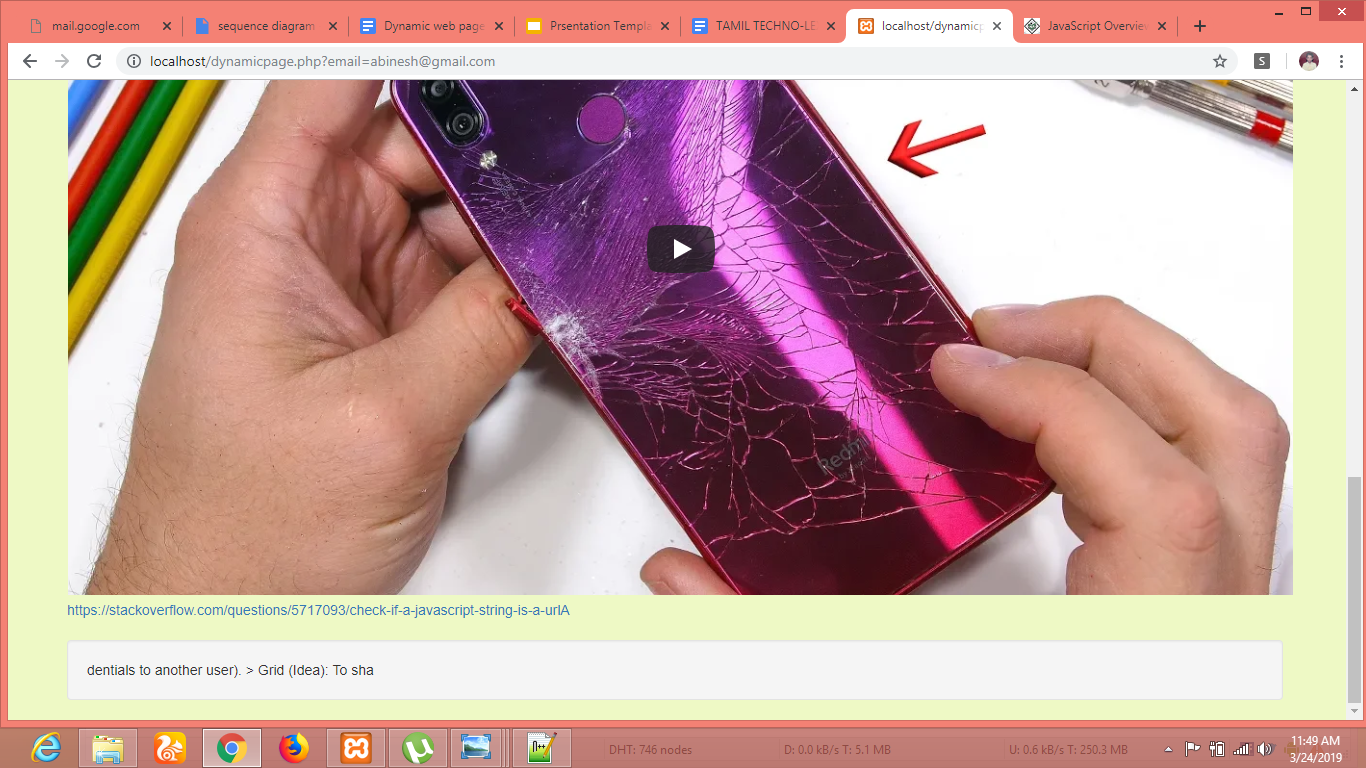 mail.google.com
sequence diagram
Dynamic web page
Prsentation Templa
TAMIL TECHNO-LE
localhost/dynamicp
JavaScript Overview
localhost/dynamicpage.php?email=abinesh@gmail.com
S
2
Redmi
https://stackoverflow.com/questions/5717093/check-if-a-javascript-string-is-a-urlA
dentials to another user). > Grid (Idea): To sha
DHT: 746 nodes
D: 0.0 kB/s T: 5.1 MB
U: 0.6 kB/s T: 250.3 MB
11:49 AM
3/24/2019